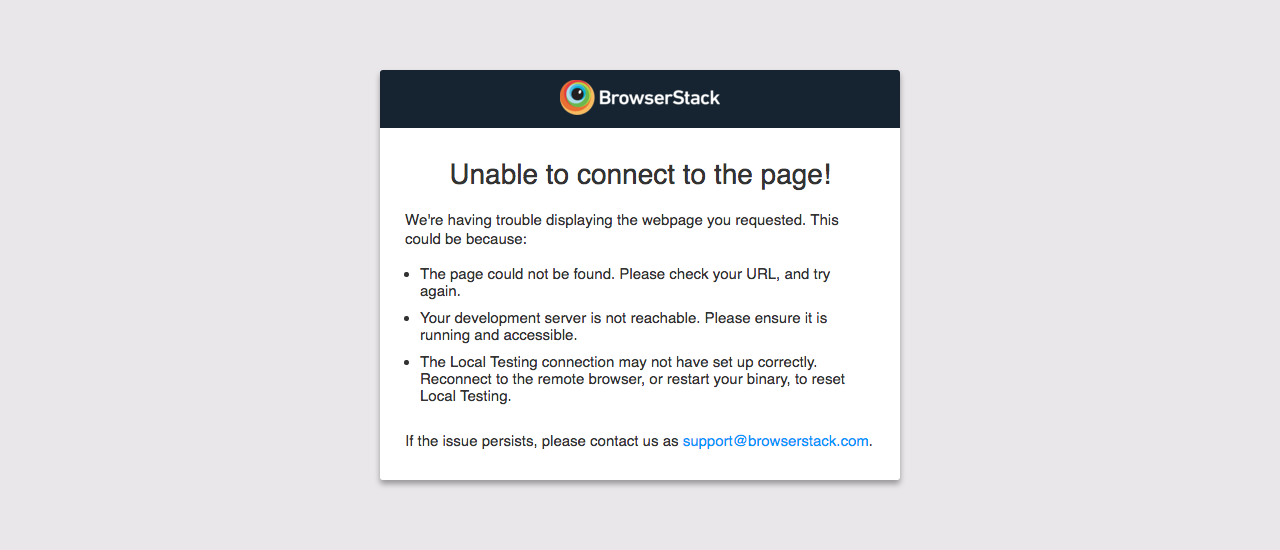 BrowserStack
Unable to connect to the page!
We're having trouble displaying the webpage you requested. This
could be because:
• The page could not be found. Please check your URL, and try
again.
• Your development server is not reachable. Please ensure it is
running and accessible.
• The Local Testing connection may not have set up correctly.
Reconnect to the remote browser, or restart your binary, to reset
Local Testing.
If the issue persists, please contact us as support@browserstack.com.